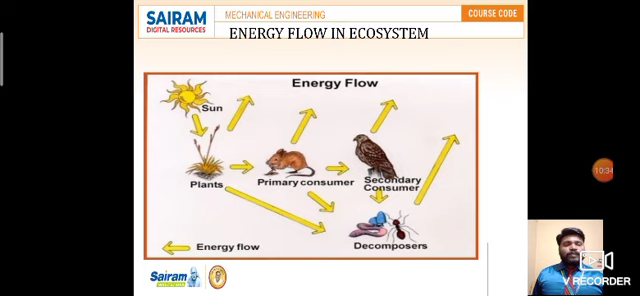 SAIRAM
DIGITAL RESOURCES
MECHANICAL ENGINEERING
COURSE CODE
ENERGY FLOW IN ECOSYSTEM
Energy Flow
Sun
Plants
Primary consumer
Secondary
Consumer
Decomposers
Energy flow
Sairam
10:34
V RECORDER